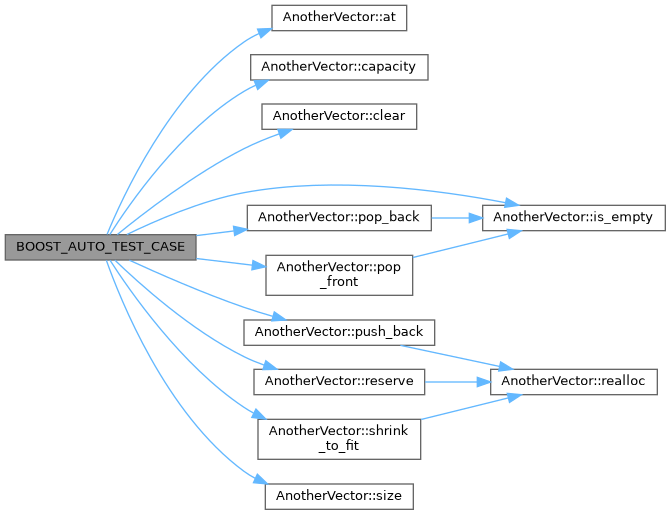 AnotherVector::at
AnotherVector::capacity
AnotherVector::clear
AnotherVector::pop_back
AnotherVector::is_empty
BOOST_AUTO_TEST_CASE
AnotherVector::pop
_front
AnotherVector::push_back
AnotherVector::reserve
AnotherVector::realloc
AnotherVector::shrink
_to_fit
AnotherVector::size